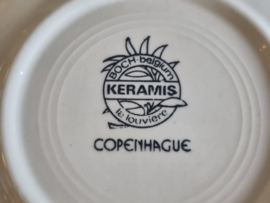 BOCH-belgium
KERAMIS
la louvière
COPENHAGUE